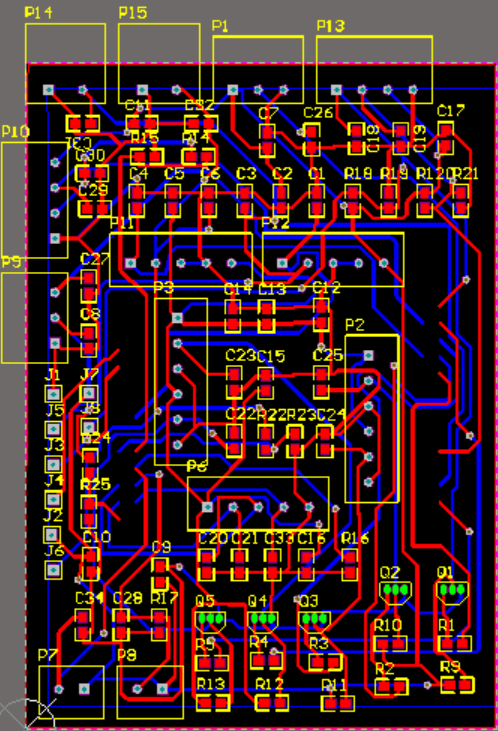 P14 P15 P1 P13
C11 C32 C7 C26 C18 C19 C17
P10 R15 R14
C30
C29 C4 C5 C6 C3 C2 C1 R18 R19 R120 R21
P11 P12
P9 C27
P3 C14 C13 C12
C8 P2
C23 C15 C25
J1 J7
J5 J8 C22 R22 R23 C24
J3 R24
J4 R25 P6
J2
J6 C10 C9 C20 C21 C33 C16 R16
Q2 Q1
C34 C28 R17 Q5 Q4 Q3
R10 R1
R5 R4 R3
P7 P8 R2 R9
R13 R12 R11